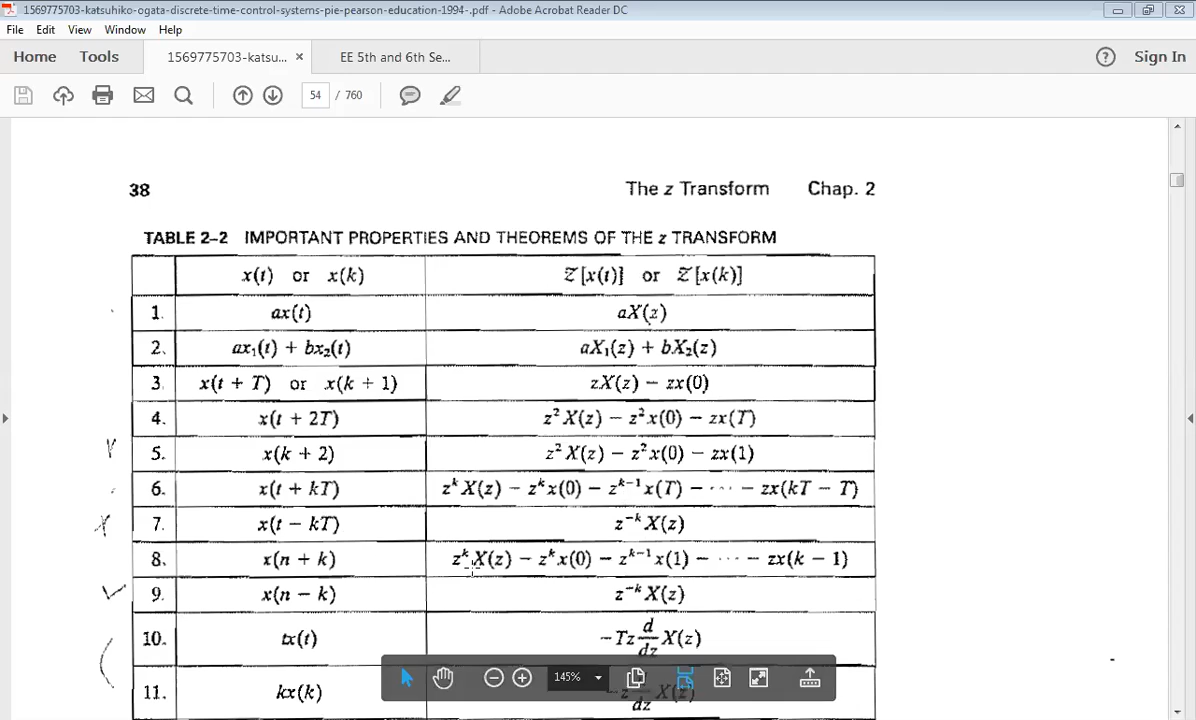 1569775703-katsuhiko-ogata-discrete-time-control-systems-pie-pearson-education-1994-.pdf - Adobe Acrobat Reader DC
File Edit View Window Help
Home Tools 1569775703-katsu... × EE 5th and 6th Se... ? Sign In
54 / 760
38 The z Transform Chap. 2
TABLE 2–2 IMPORTANT PROPERTIES AND THEOREMS OF THE z TRANSFORM
x(t) or x(k) Z[x(t)] or Z[x(k)]
1. ax(t) aX(z)
2. ax₁(t) + bx₂(t) aX₁(z) + bX₂(z)
3. x(t + T) or x(k + 1) zX(z) − zx(0)
4. x(t + 2T) z²X(z) − z²x(0) − zx(T)
5. x(k + 2) z²X(z) − z²x(0) − zx(1)
6. x(t + kT) zᵏX(z) − zᵏx(0) − zᵏ⁻¹x(T) − ··· − zx(kT − T)
7. x(t − kT) z⁻ᵏX(z)
8. x(n + k) zᵏX(z) − zᵏx(0) − zᵏ⁻¹x(1) − ··· − zx(k − 1)
9. x(n − k) z⁻ᵏX(z)
10. tx(t) −Tz d/dz X(z)
11. kx(k) −z d/dz X(z)
145%